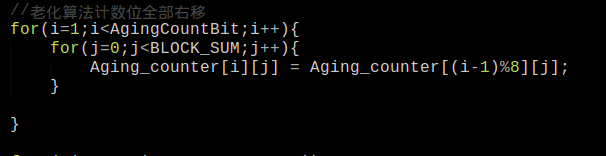 //老化算法计数位全部右移
for(i=1;i<AgingCountBit;i++){
for(j=0;j<BLOCK_SUM;j++){
Aging_counter[i][j] = Aging_counter[(i-1)%8][j];
}
}